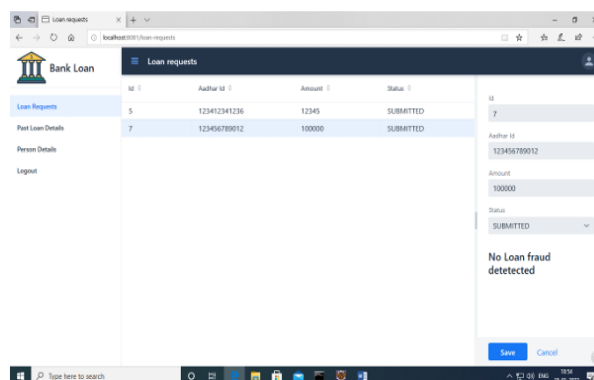 Loan requests
localhost:8081/loan-requests
Bank Loan
Loan requests
Id
Aadhar Id
Amount
Status
5
123412341236
12345
SUBMITTED
7
123456789012
100000
SUBMITTED
Loan Requests
Past Loan Details
Person Details
Logout
Id
7
Aadhar Id
123456789012
Amount
100000
Status
SUBMITTED
No Loan fraud
detetected
Save
Cancel
Type here to search
ENG